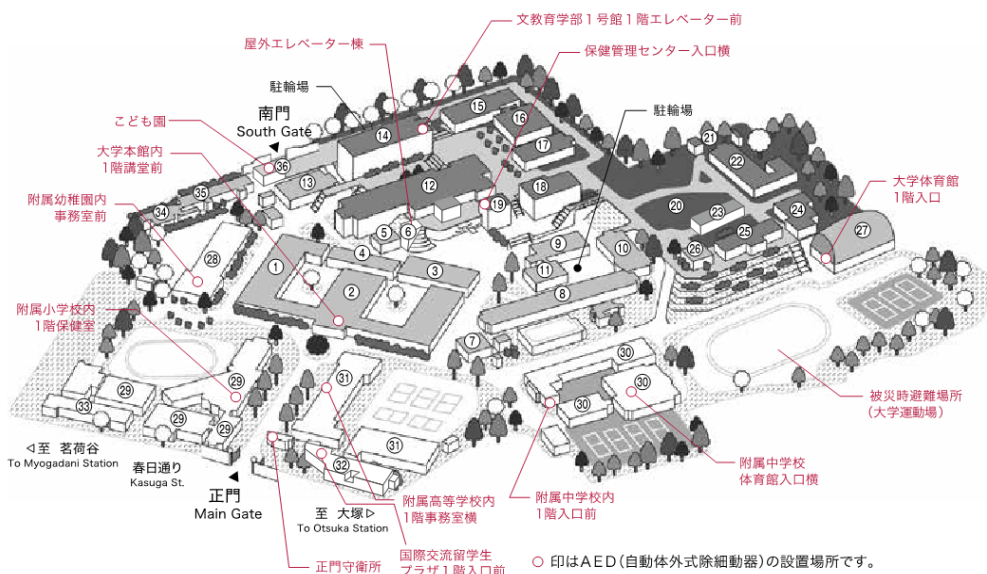 文教育学部1号館1階エレベーター前
屋外エレベーター棟
保健管理センター入口横
駐輪場
駐輪場
南門
South Gate
こども園
大学本館内
1階講堂前
附属幼稚園内
事務室前
附属小学校内
1階保健室
大学体育館
1階入口
15
16
14
17
21
22
36
13
12
18
35
34
19
20
23
24
5
6
9
10
25
26
27
28
1
4
3
11
2
8
7
29
29
33
29
29
31
30
30
30
31
32
被災時避難場所
(大学運動場)
◁至 茗荷谷
To Myogadani Station
春日通り
Kasuga St.
正門
Main Gate
至 大塚▷
To Otsuka Station
附属高等学校内
1階事務室横
附属中学校内
1階入口前
附属中学校
体育館入口横
正門守衛所
国際交流留学生
プラザ1階入口前
○ 印はAED(自動体外式除細動器)の設置場所です。